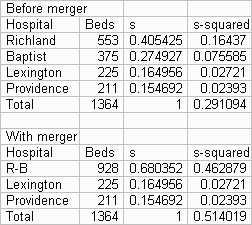 Before merger
Hospital Beds s s-squared
Richland 553 0.405425 0.16437
Baptist 375 0.274927 0.075585
Lexington 225 0.164956 0.02721
Providence 211 0.154692 0.02393
Total 1364 1 0.291094
With merger
Hospital Beds s s-squared
R-B 928 0.680352 0.462879
Lexington 225 0.164956 0.02721
Providence 211 0.154692 0.02393
Total 1364 1 0.514019